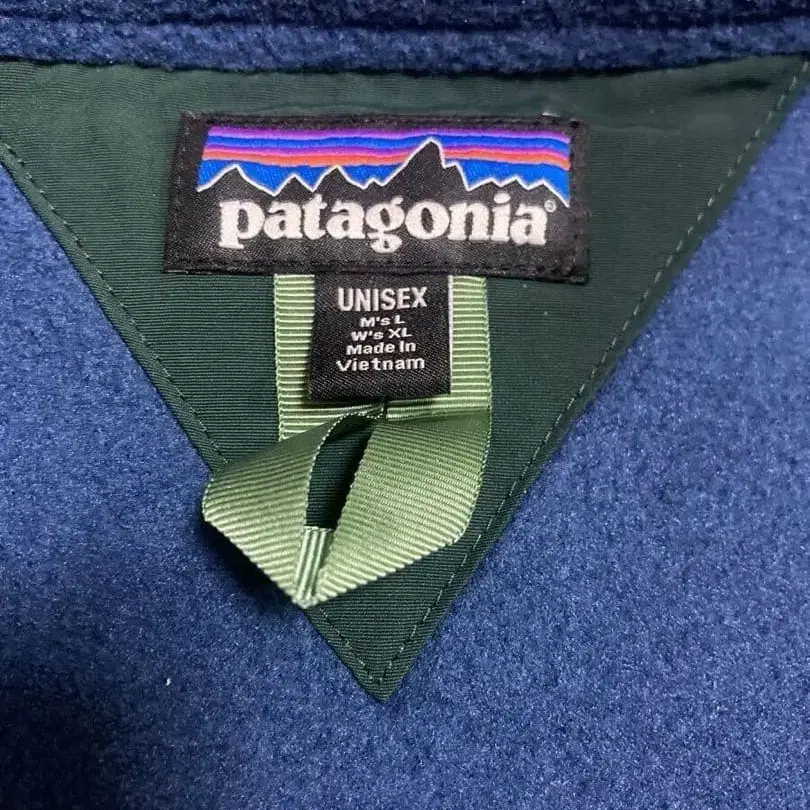 patagonia®
UNISEX
M's L
W's XL
Made In
Vietnam